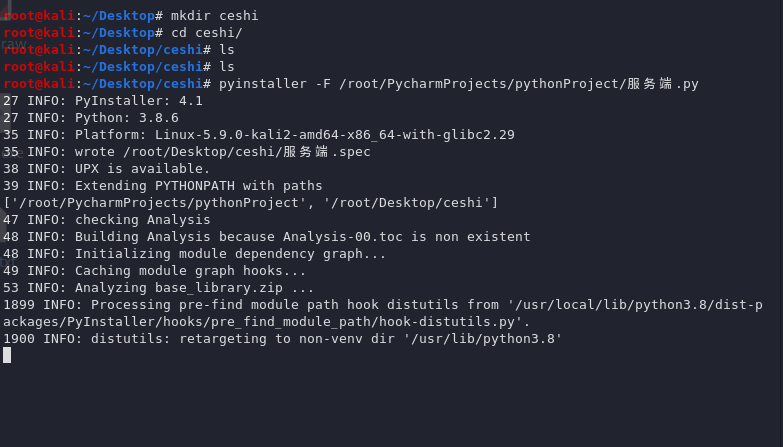 root@kali:~/Desktop# mkdir ceshi
root@kali:~/Desktop# cd ceshi/
root@kali:~/Desktop/ceshi# ls
root@kali:~/Desktop/ceshi# ls
root@kali:~/Desktop/ceshi# pyinstaller -F /root/PycharmProjects/pythonProject/服务端.py
27 INFO: PyInstaller: 4.1
27 INFO: Python: 3.8.6
35 INFO: Platform: Linux-5.9.0-kali2-amd64-x86_64-with-glibc2.29
35 INFO: wrote /root/Desktop/ceshi/服务端.spec
38 INFO: UPX is available.
39 INFO: Extending PYTHONPATH with paths
['/root/PycharmProjects/pythonProject', '/root/Desktop/ceshi']
47 INFO: checking Analysis
48 INFO: Building Analysis because Analysis-00.toc is non existent
48 INFO: Initializing module dependency graph...
49 INFO: Caching module graph hooks...
53 INFO: Analyzing base_library.zip ...
1899 INFO: Processing pre-find module path hook distutils from '/usr/local/lib/python3.8/dist-p
ackages/PyInstaller/hooks/pre_find_module_path/hook-distutils.py'.
1900 INFO: distutils: retargeting to non-venv dir '/usr/lib/python3.8'